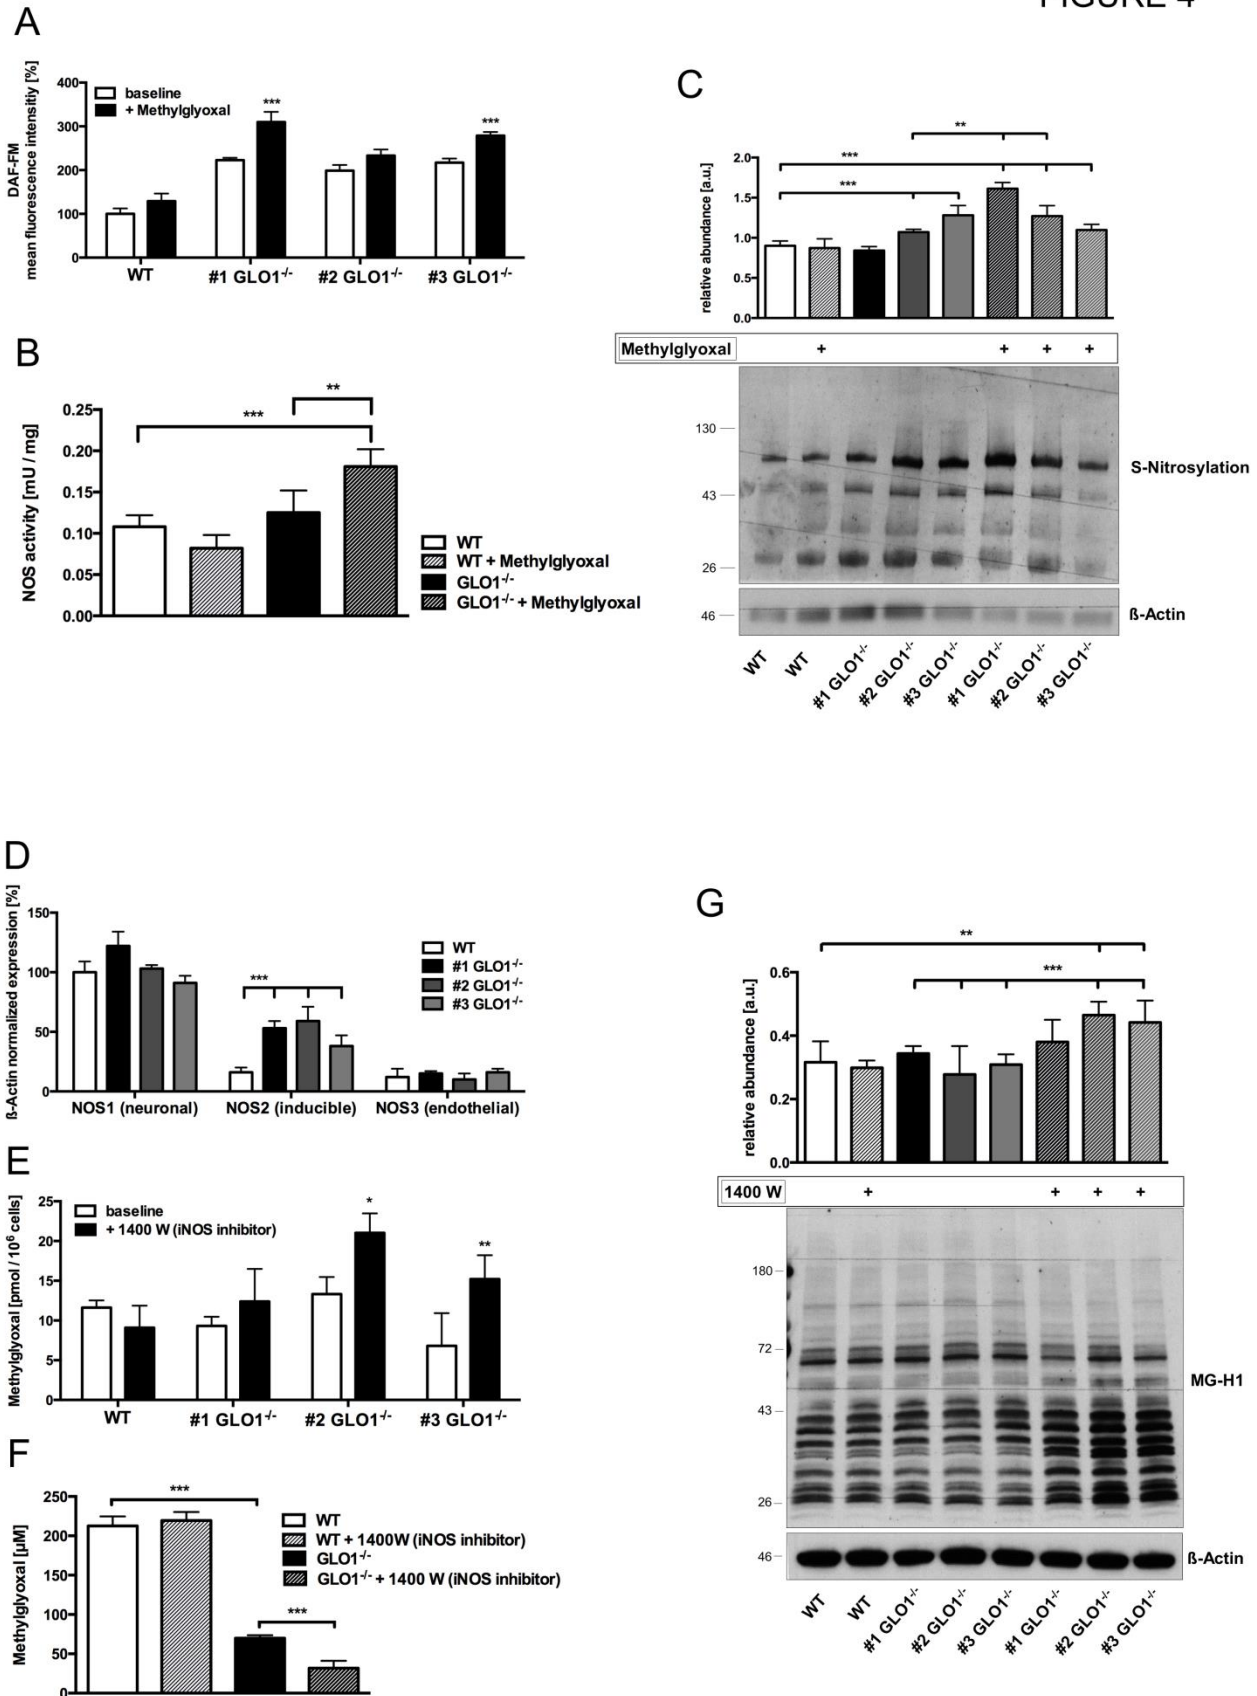 FIGURE 4
A
DAF-FM
mean fluorescence intensitiy [%]
400
300
200
100
0
baseline
+ Methylglyoxal
***
***
WT
#1 GLO1-/-
#2 GLO1-/-
#3 GLO1-/-
B
NOS activity [mU / mg]
0.25
0.20
0.15
0.10
0.05
0.00
***
**
WT
WT + Methylglyoxal
GLO1-/-
GLO1-/- + Methylglyoxal
C
relative abundance [a.u.]
2.0
1.5
1.0
0.5
0.0
**
***
***
Methylglyoxal + + + +
130
43
26
S-Nitrosylation
46
ß-Actin
WT
WT
#1 GLO1-/-
#2 GLO1-/-
#3 GLO1-/-
#1 GLO1-/-
#2 GLO1-/-
#3 GLO1-/-
D
ß-Actin normalized expression [%]
150
100
50
0
***
WT
#1 GLO1-/-
#2 GLO1-/-
#3 GLO1-/-
NOS1 (neuronal)
NOS2 (inducible)
NOS3 (endothelial)
E
Methylglyoxal [pmol / 10⁶ cells]
25
20
15
10
5
0
baseline
+ 1400 W (iNOS inhibitor)
*
**
WT
#1 GLO1-/-
#2 GLO1-/-
#3 GLO1-/-
F
Methylglyoxal [µM]
250
200
150
100
50
0
***
***
WT
WT + 1400W (iNOS inhibitor)
GLO1-/-
GLO1-/- + 1400 W (iNOS inhibitor)
G
relative abundance [a.u.]
0.6
0.4
0.2
0.0
**
***
1400 W + + + +
180
72
43
26
MG-H1
46
ß-Actin
WT
WT
#1 GLO1-/-
#2 GLO1-/-
#3 GLO1-/-
#1 GLO1-/-
#2 GLO1-/-
#3 GLO1-/-